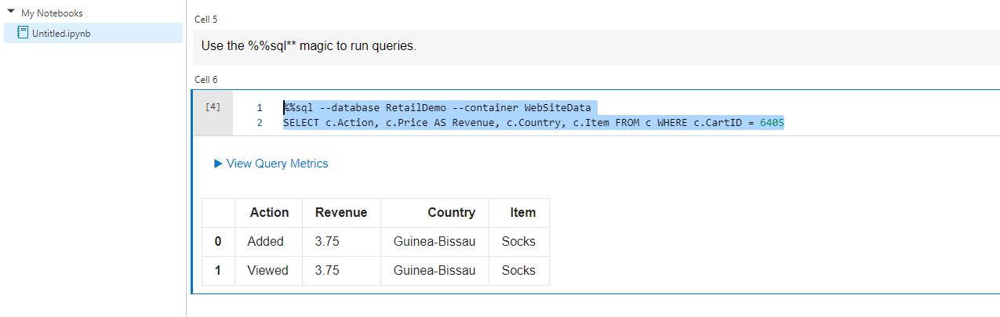 My Notebooks
Untitled.ipynb
Cell 5
Use the %%sql** magic to run queries.
Cell 6
[4]
1 %%sql --database RetailDemo --container WebSiteData
2 SELECT c.Action, c.Price AS Revenue, c.Country, c.Item FROM c WHERE c.CartID = 6405
View Query Metrics
Action Revenue Country Item
0 Added 3.75 Guinea-Bissau Socks
1 Viewed 3.75 Guinea-Bissau Socks